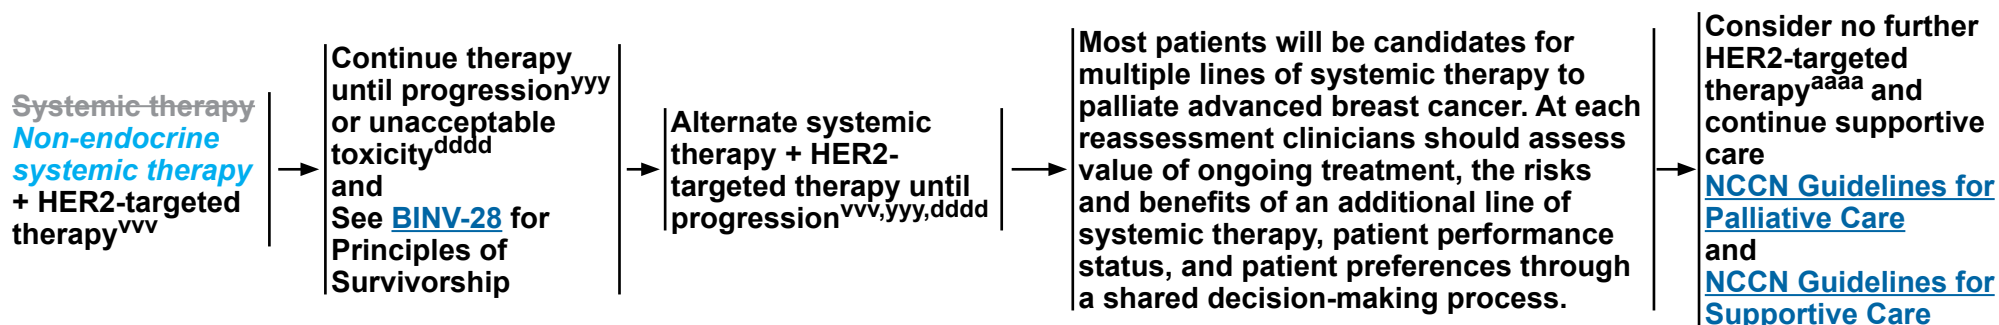 Systemic therapy
Non-endocrine
systemic therapy
+ HER2-targeted
therapyvvv
Continue therapy
until progressionyyy
or unacceptable
toxicitydddd
and
See BINV-28 for
Principles of
Survivorship
Alternate systemic
therapy + HER2-
targeted therapy until
progressionvvv,yyy,dddd
Most patients will be candidates for
multiple lines of systemic therapy to
palliate advanced breast cancer. At each
reassessment clinicians should assess
value of ongoing treatment, the risks
and benefits of an additional line of
systemic therapy, patient performance
status, and patient preferences through
a shared decision-making process.
Consider no further
HER2-targeted
therapyaaaa and
continue supportive
care
NCCN Guidelines for
Palliative Care
and
NCCN Guidelines for
Supportive Care